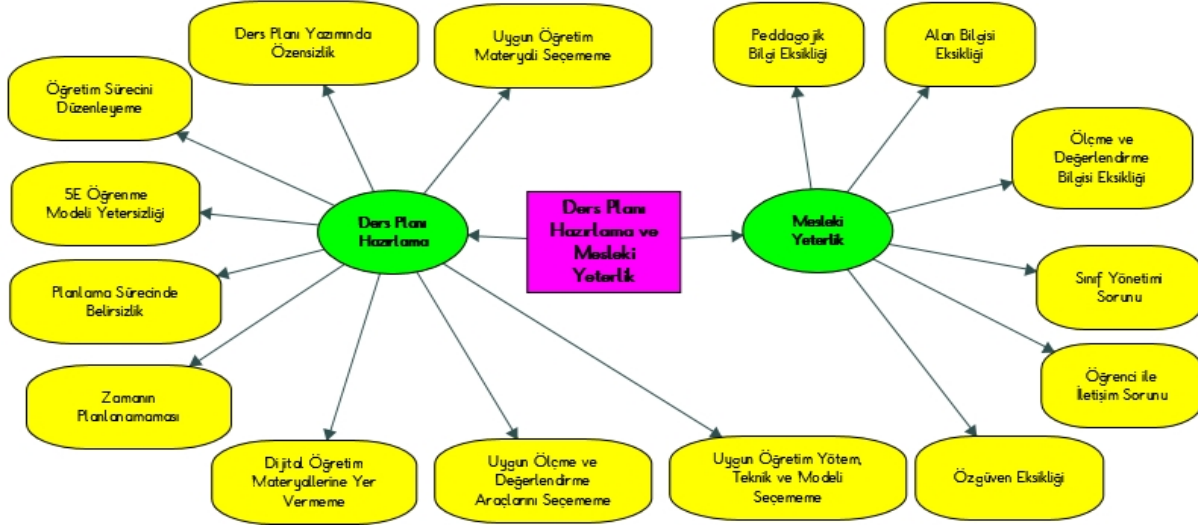 Ders Planı Yazımında
Özensizlik
Uygun Öğretim
Materyali Seçememe
Peddagojik
Bilgi Eksikliği
Alan Bilgisi
Eksikliği
Öğretim Sürecini
Düzenleyeme
Ölçme ve
Değerlendirme
Bilgisi Eksikliği
5E Öğrenme
Modeli Yetersizliği
Ders Planı
Hazırlama
Ders Planı
Hazırlama ve
Mesleki
Yeterlik
Mesleki
Yeterlik
Planlama Sürecinde
Belirsizlik
Sınıf Yönetimi
Sorunu
Zamanın
Planlanamaması
Öğrenci ile
İletişim Sorunu
Dijital Öğretim
Materyallerine Yer
Vermeme
Uygun Ölçme ve
Değerlendirme
Araçlarını Seçememe
Uygun Öğretim Yötem,
Teknik ve Modeli
Seçememe
Özgüven Eksikliği